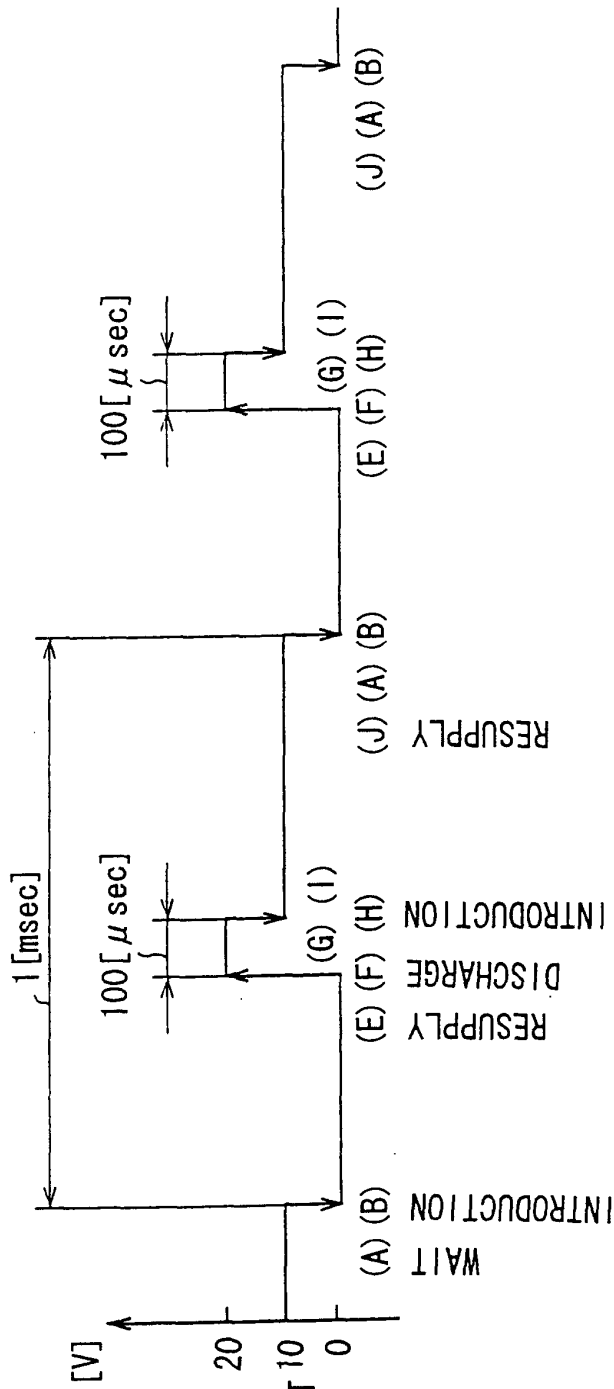 [V]
1[msec]
100[μsec]
100[μsec]
20
10
0
(G) (I)
(G) (I)
(A) (B)
(E) (F) (H)
(J) (A) (B)
(E) (F) (H)
(J) (A) (B)
WAIT
INTRODUCTION
RESUPPLY
DISCHARGE
INTRODUCTION
RESUPPLY